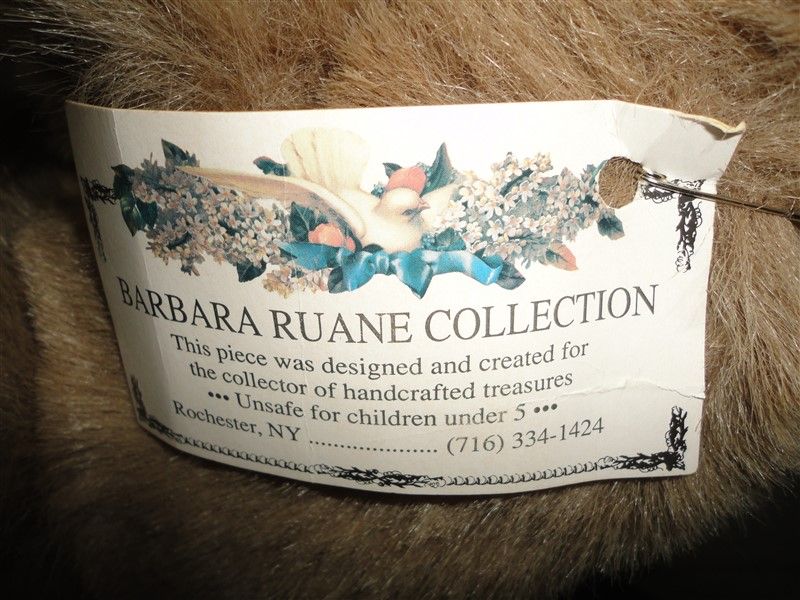 BARBARA RUANE COLLECTION
This piece was designed and created for
the collector of handcrafted treasures
••• Unsafe for children under 5 •••
Rochester, NY ..................... (716) 334-1424